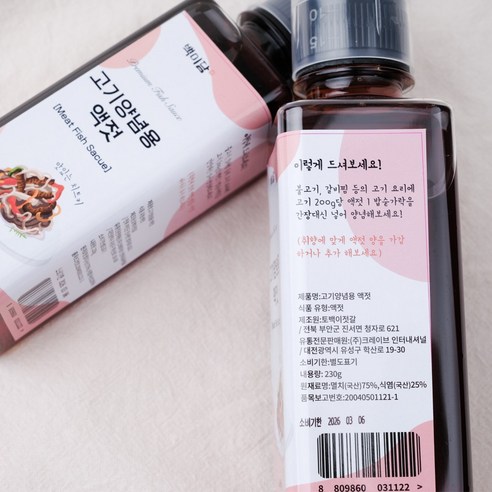 백미담
Premium Fish Sauce
고기양념용
액젓
[Meat Fish Sacue]
맛있는 치트키
10
15
이렇게 드셔보세요!
불고기, 갈비찜 등의 고기 요리에
고기 200g당 액젓 1 밥숟가락을
간장대신 넣어 양념해보세요!
(취향에 맞게 액젓 양을 가감
하거나 추가 해보세요)
제품명:고기양념용 액젓
식품 유형:액젓
제조원:토백이젓갈
/ 전북 부안군 진서면 청자로 621
유통전문판매원:(주)크레이브 인터내셔널
/ 대전광역시 유성구 학산로 19-30
소비기한:별도표기
내용량:230g
원재료명:멸치(국산)75%,식염(국산)25%
품목보고번호:20040501121-1
소비기한 2026 03 06
8 809860 031122 >